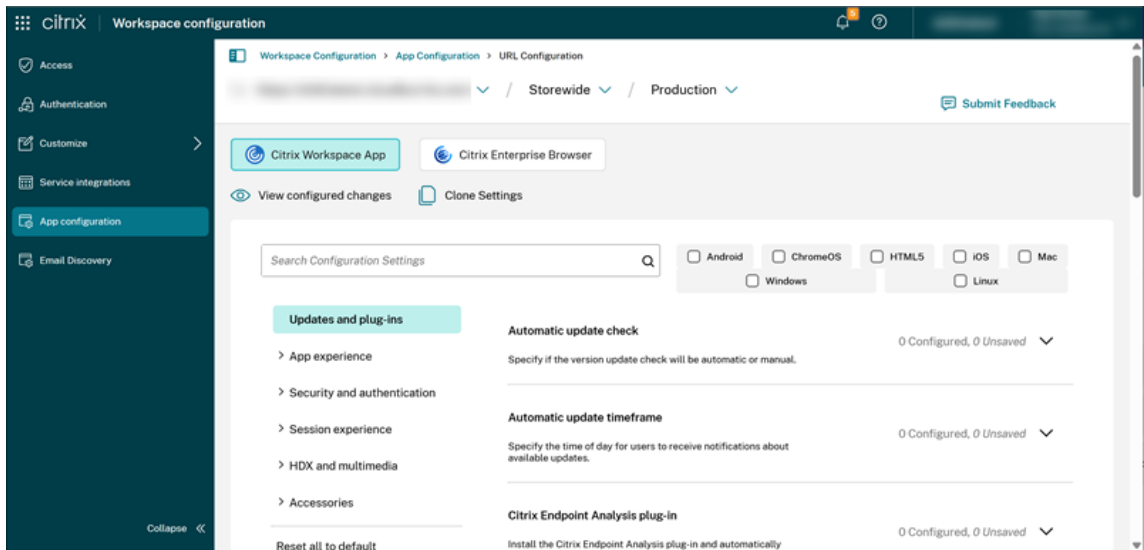 citrix Workspace configuration 5
Access
Authentication
Customize
Service integrations
App configuration
Email Discovery
Collapse
Workspace Configuration > App Configuration > URL Configuration
/ Storewide / Production
Submit Feedback
Citrix Workspace App Citrix Enterprise Browser
View configured changes Clone Settings
Search Configuration Settings
Android ChromeOS HTML5 iOS Mac
Windows Linux
Updates and plug-ins
> App experience
> Security and authentication
> Session experience
> HDX and multimedia
> Accessories
Reset all to default
Automatic update check
Specify if the version update check will be automatic or manual.
0 Configured, 0 Unsaved
Automatic update timeframe
Specify the time of day for users to receive notifications about
available updates.
0 Configured, 0 Unsaved
Citrix Endpoint Analysis plug-in
Install the Citrix Endpoint Analysis plug-in and automatically
0 Configured, 0 Unsaved